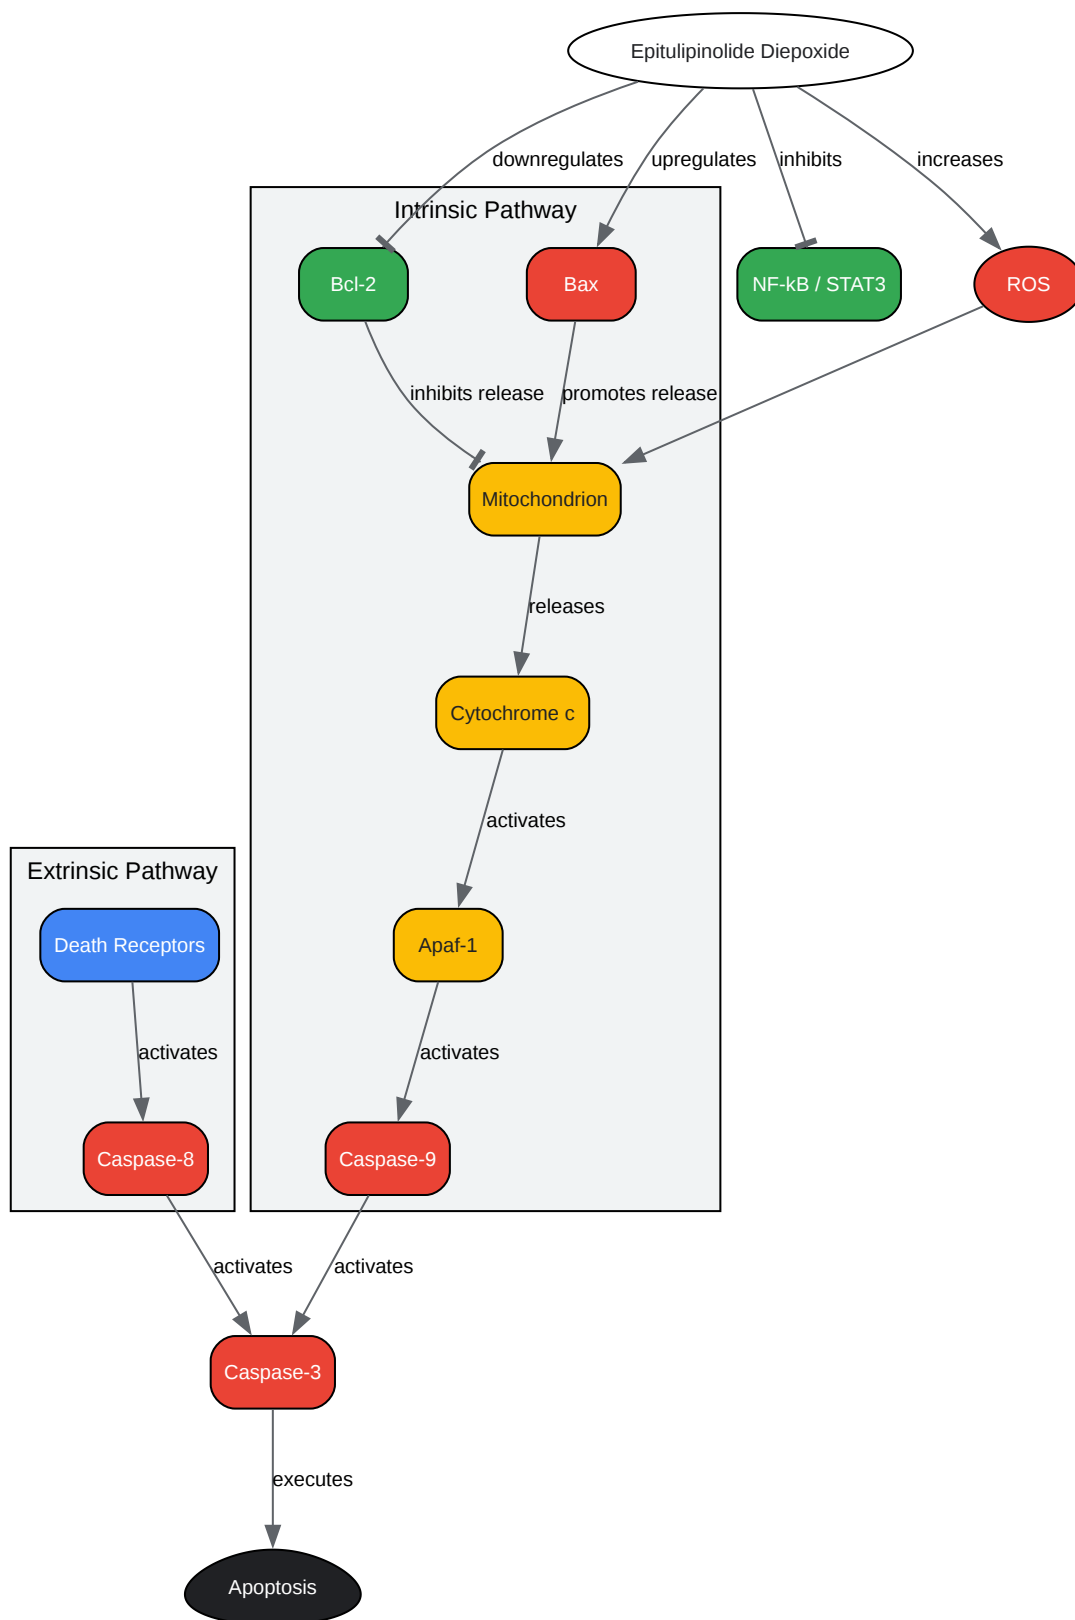 Epitulipinolide Diepoxide
downregulates
upregulates
inhibits
increases
Intrinsic Pathway
Bcl-2
Bax
NF-kB / STAT3
ROS
inhibits release
promotes release
Mitochondrion
releases
Cytochrome c
activates
Extrinsic Pathway
Death Receptors
Apaf-1
activates
activates
Caspase-8
Caspase-9
activates
activates
Caspase-3
executes
Apoptosis